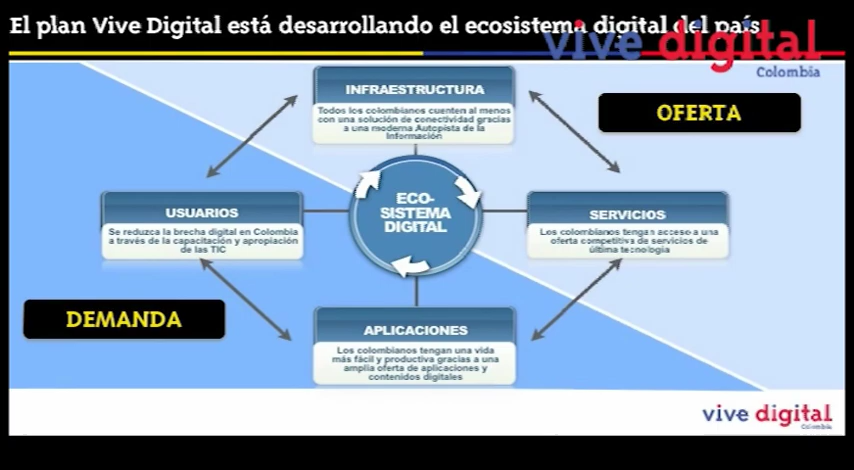 El plan Vive Digital está desarrollando el ecosistema digital del país
vive digital
Colombia
INFRAESTRUCTURA
Todos los colombianos cuenten al menos
con una solución de conectividad gracias
a una moderna Autopista de la
Información
OFERTA
USUARIOS
Se reduzca la brecha digital en Colombia
a través de la capacitación y apropiación
de las TIC
ECO-
SISTEMA
DIGITAL
SERVICIOS
Los colombianos tengan acceso a una
oferta competitiva de servicios de
última tecnología
DEMANDA
APLICACIONES
Los colombianos tengan una vida
más fácil y productiva gracias a una
amplia oferta de aplicaciones y
contenidos digitales
vive digital
Colombia